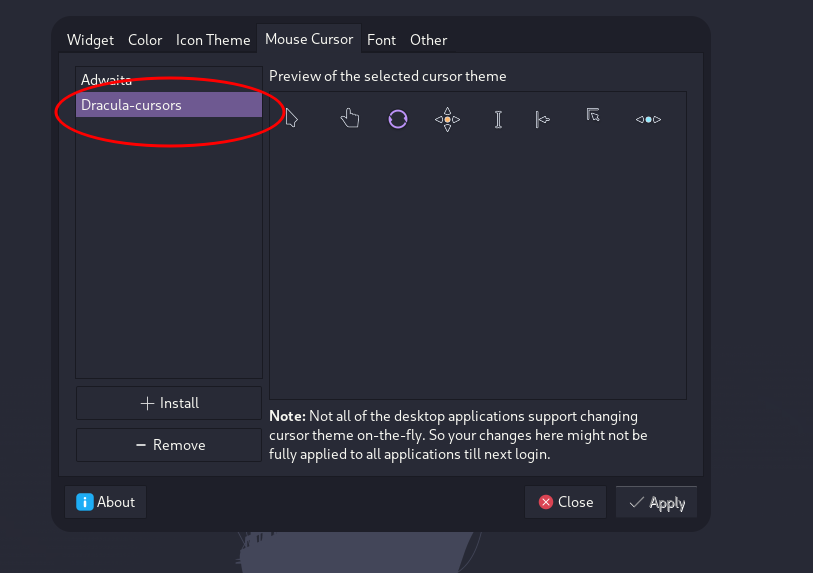 Widget Color Icon Theme Mouse Cursor Font Other
Adwaita
Dracula-cursors
Install
Remove
Preview of the selected cursor theme
Note: Not all of the desktop applications support changing
cursor theme on-the-fly. So your changes here might not be
fully applied to all applications till next login.
About
Close
Apply